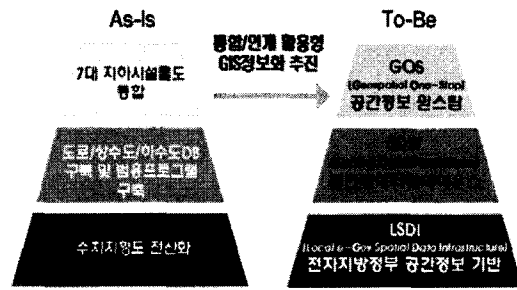 As-Is
7대 지하시설물도
통합
도로/상수도/하수도DB
구축 및 범용프로그램
구축
수치지형도 전산화
통합/연계 활용형
GIS정보화 추진
To-Be
GOS
(Geospatial One-Stop)
공간정보 원스탑
LSDI
(Local e-Gov Spatial Data Infrastructure)
전자지방정부 공간정보 기반